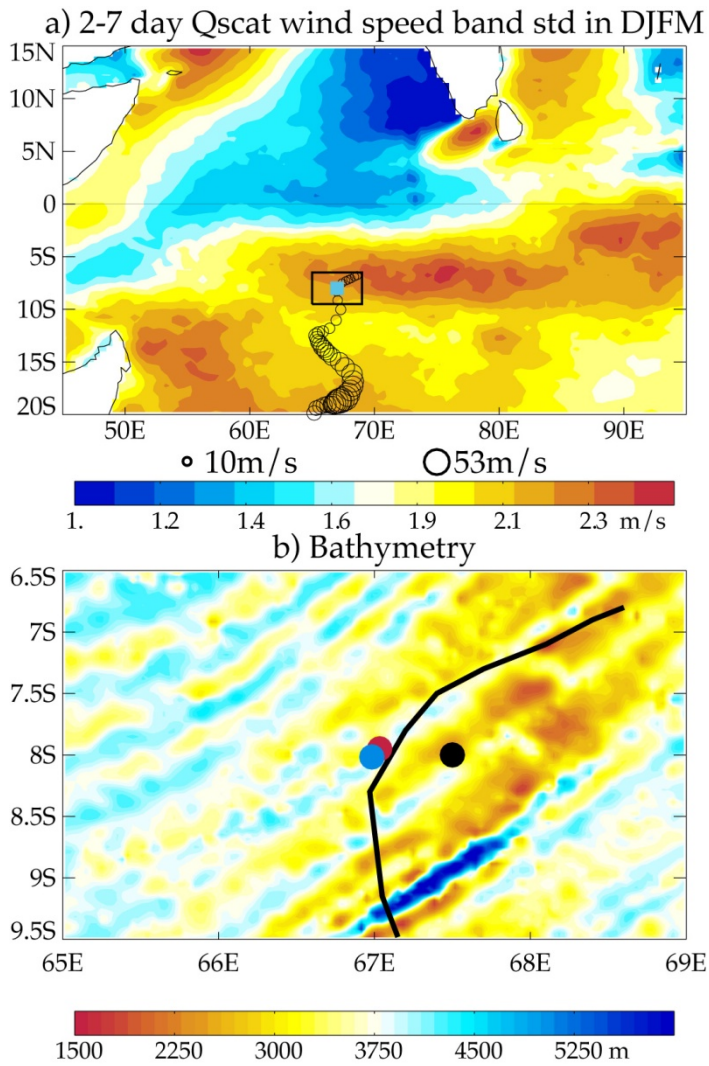 a) 2-7 day Qscat wind speed band std in DJFM
15N
10N
5N
0
5S
10S
15S
20S
50E 60E 70E 80E 90E
10m/s 53m/s
1. 1.2 1.4 1.6 1.9 2.1 2.3 m/s
b) Bathymetry
6.5S
7S
7.5S
8S
8.5S
9S
9.5S
65E 66E 67E 68E 69E
1500 2250 3000 3750 4500 5250 m